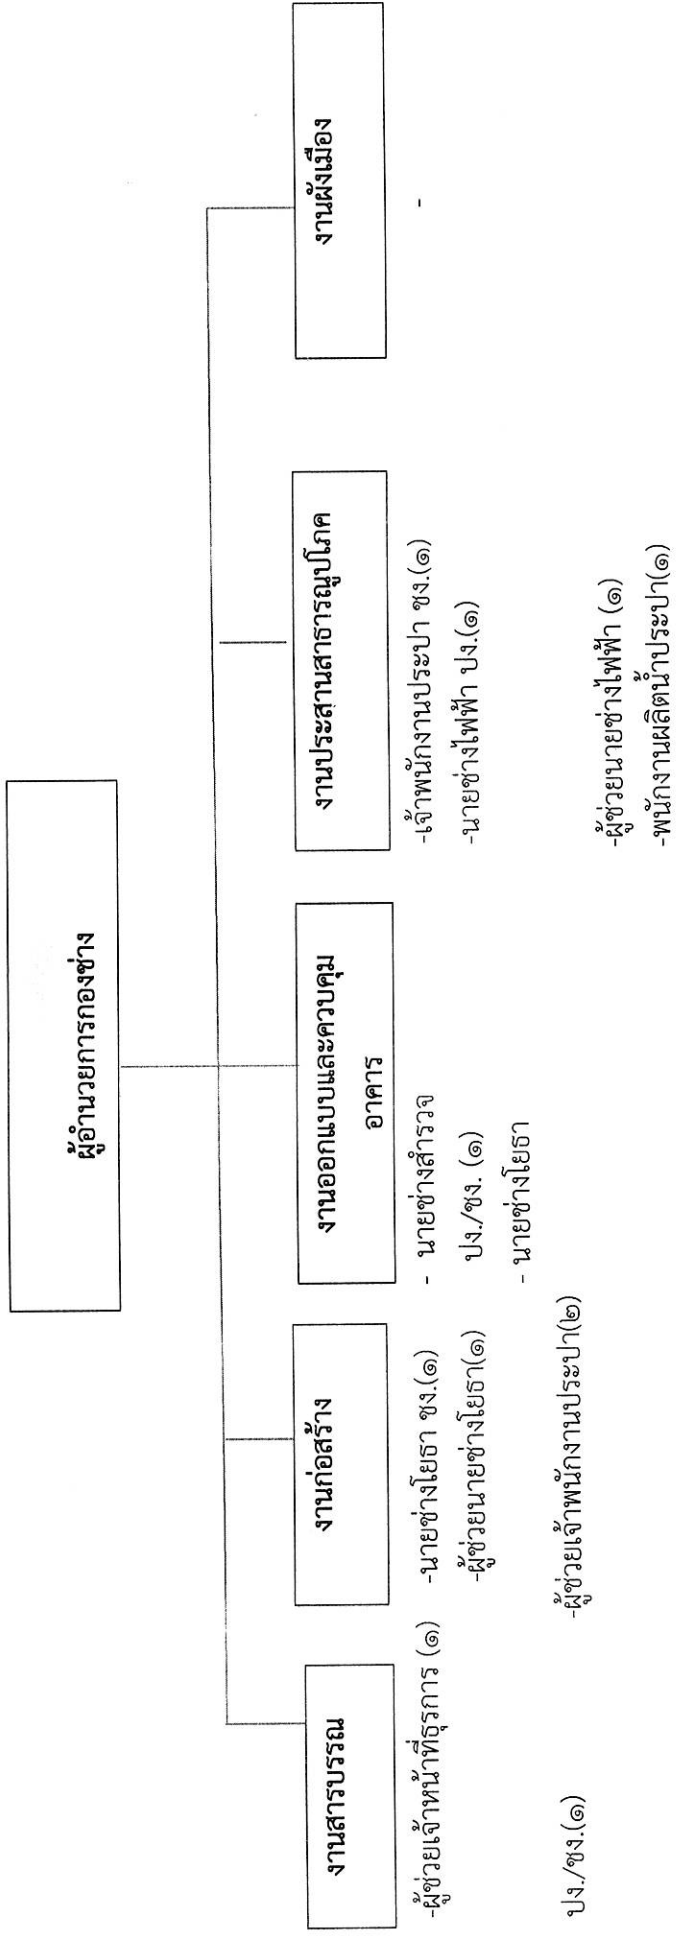 ผู้อำนวยการกองช่าง
งานสารบรรณ
-ผู้ช่วยเจ้าหน้าที่ธุรการ (๑)
ปง./ชง.(๑)
งานก่อสร้าง
-นายช่างโยธา ชง.(๑)
-ผู้ช่วยนายช่างโยธา(๑)
-ผู้ช่วยเจ้าพนักงานประปา(๒)
งานออกแบบและควบคุม
อาคาร
- นายช่างสำรวจ
ปง./ชง. (๑)
- นายช่างโยธา
งานประสานสาธารณูปโภค
-เจ้าพนักงานประปา ชง.(๑)
-นายช่างไฟฟ้า ปง.(๑)
-ผู้ช่วยนายช่างไฟฟ้า (๑)
-พนักงานผลิตน้ำประปา(๑)
งานผังเมือง
-